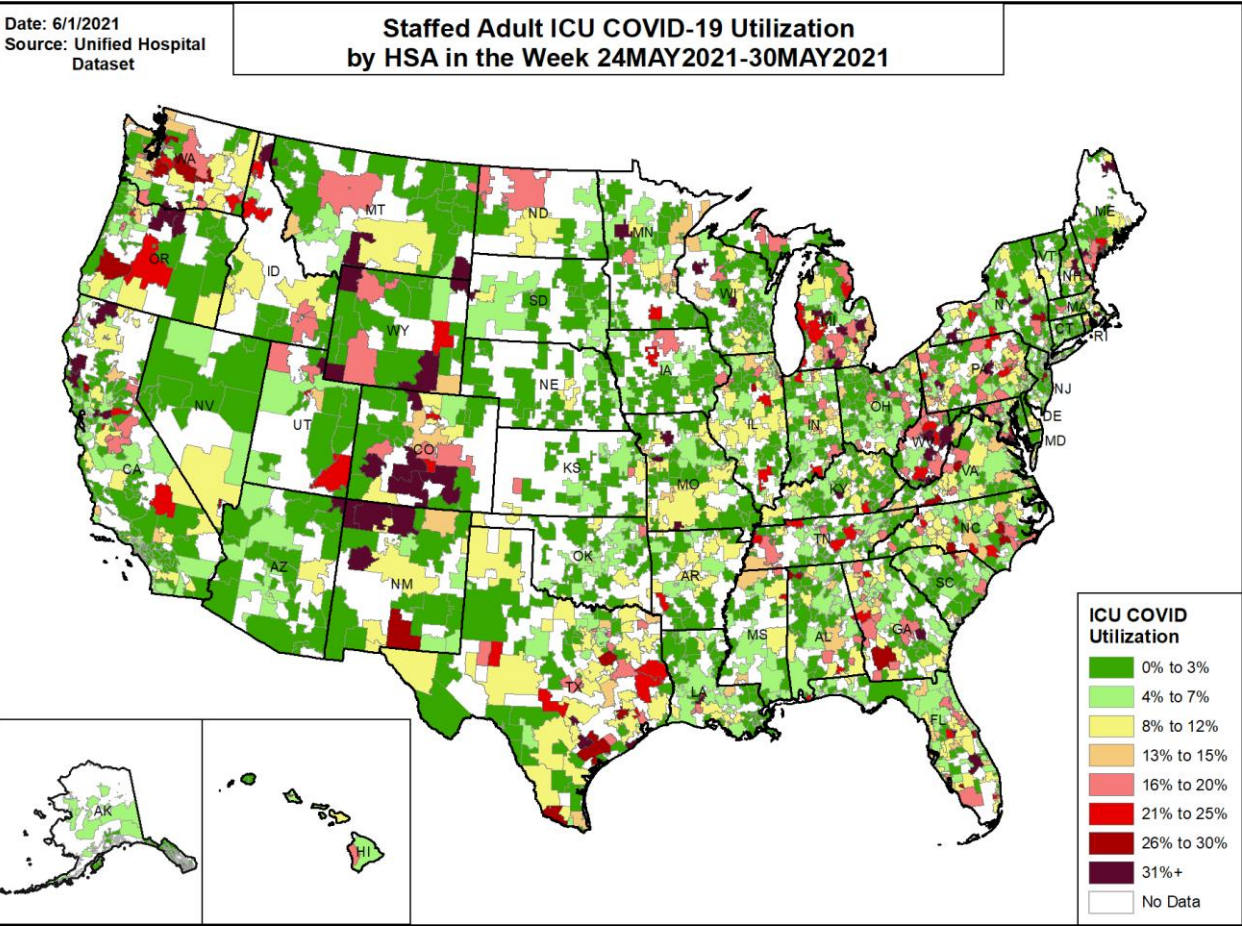 Date: 6/1/2021
Source: Unified Hospital
Dataset
Staffed Adult ICU COVID-19 Utilization
by HSA in the Week 24MAY2021-30MAY2021
WA
MT
ND
MN
ME
OR
ID
SD
WI
MI
VT
NH
NY
MA
CT
RI
WY
IA
NE
PA
NJ
NV
UT
CO
IL
IN
OH
DE
MD
WV
VA
CA
KS
MO
KY
AZ
NM
OK
AR
TN
NC
SC
MS
AL
GA
TX
LA
FL
AK
HI
ICU COVID
Utilization
0% to 3%
4% to 7%
8% to 12%
13% to 15%
16% to 20%
21% to 25%
26% to 30%
31%+
No Data